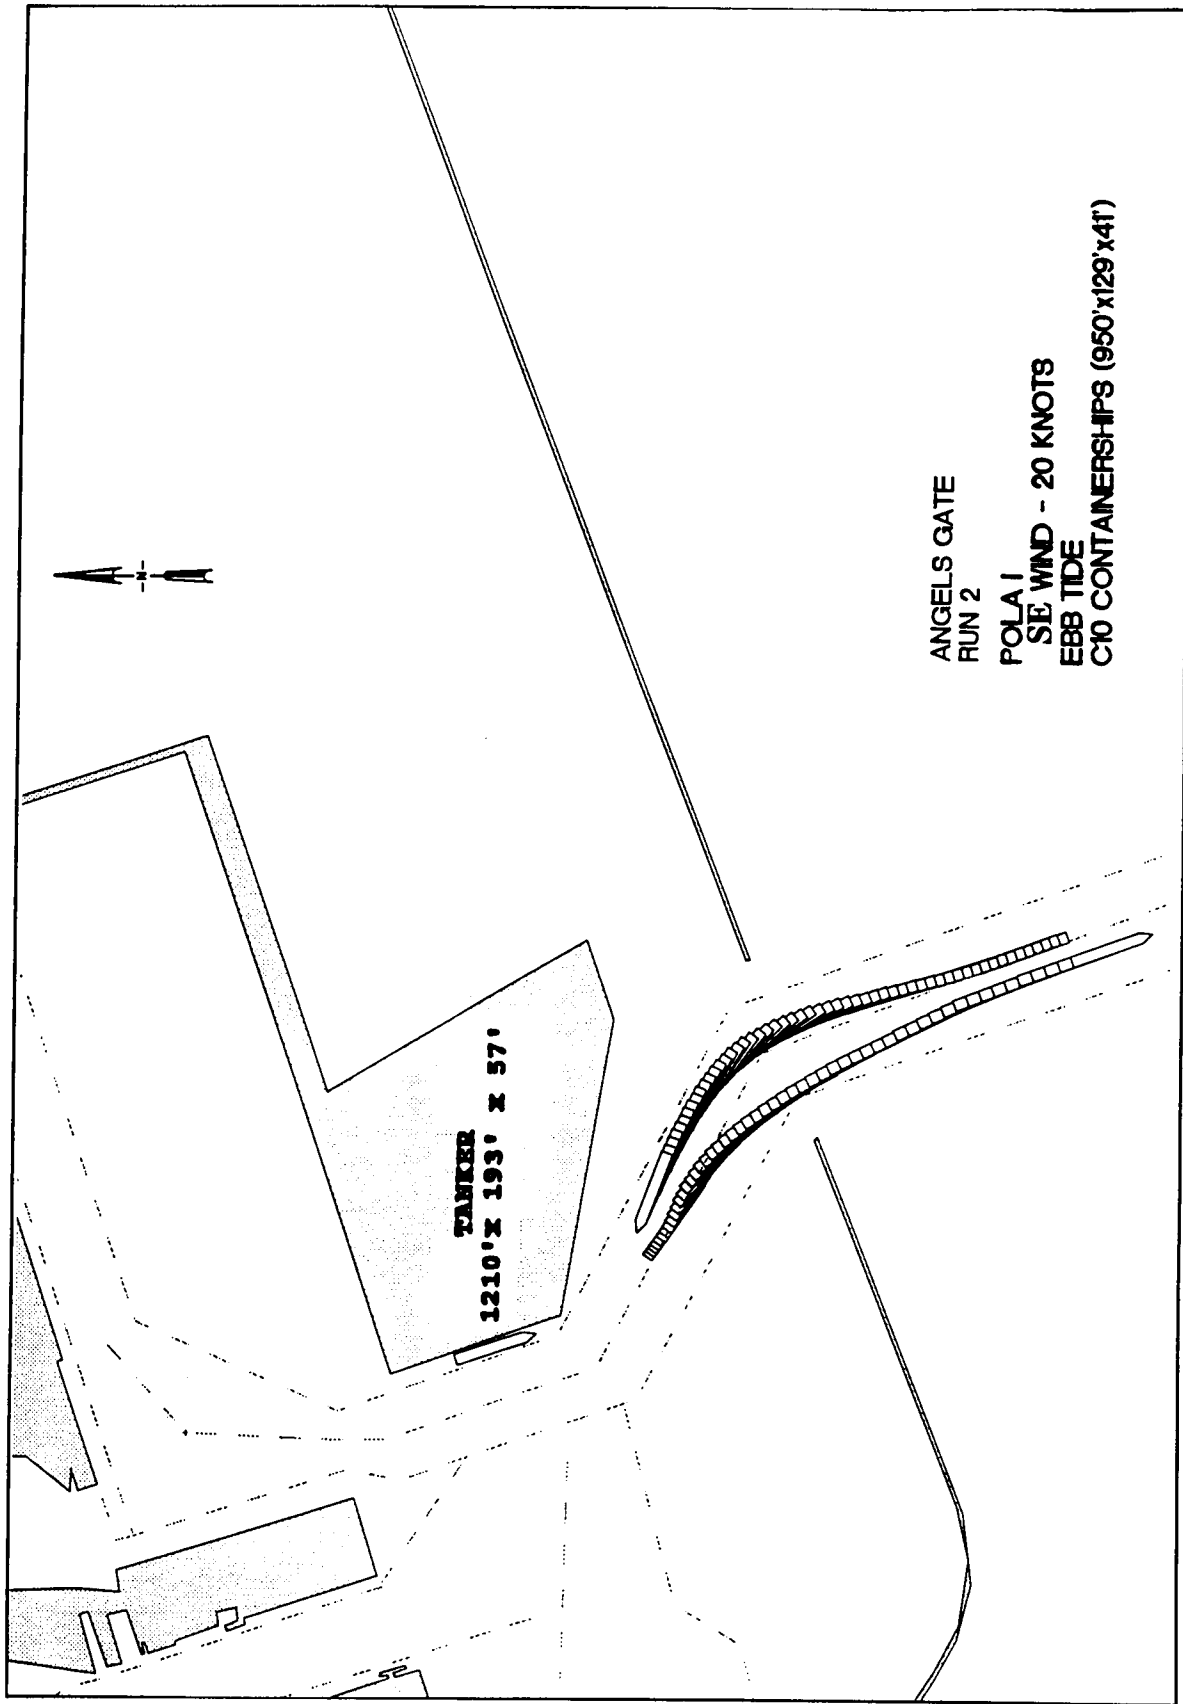 -N-
TANKER
1210'X 193' X 57'
ANGELS GATE
RUN 2
POLA I
SE WIND - 20 KNOTS
EBB TIDE
C10 CONTAINERSHIPS (950'x129'x41')